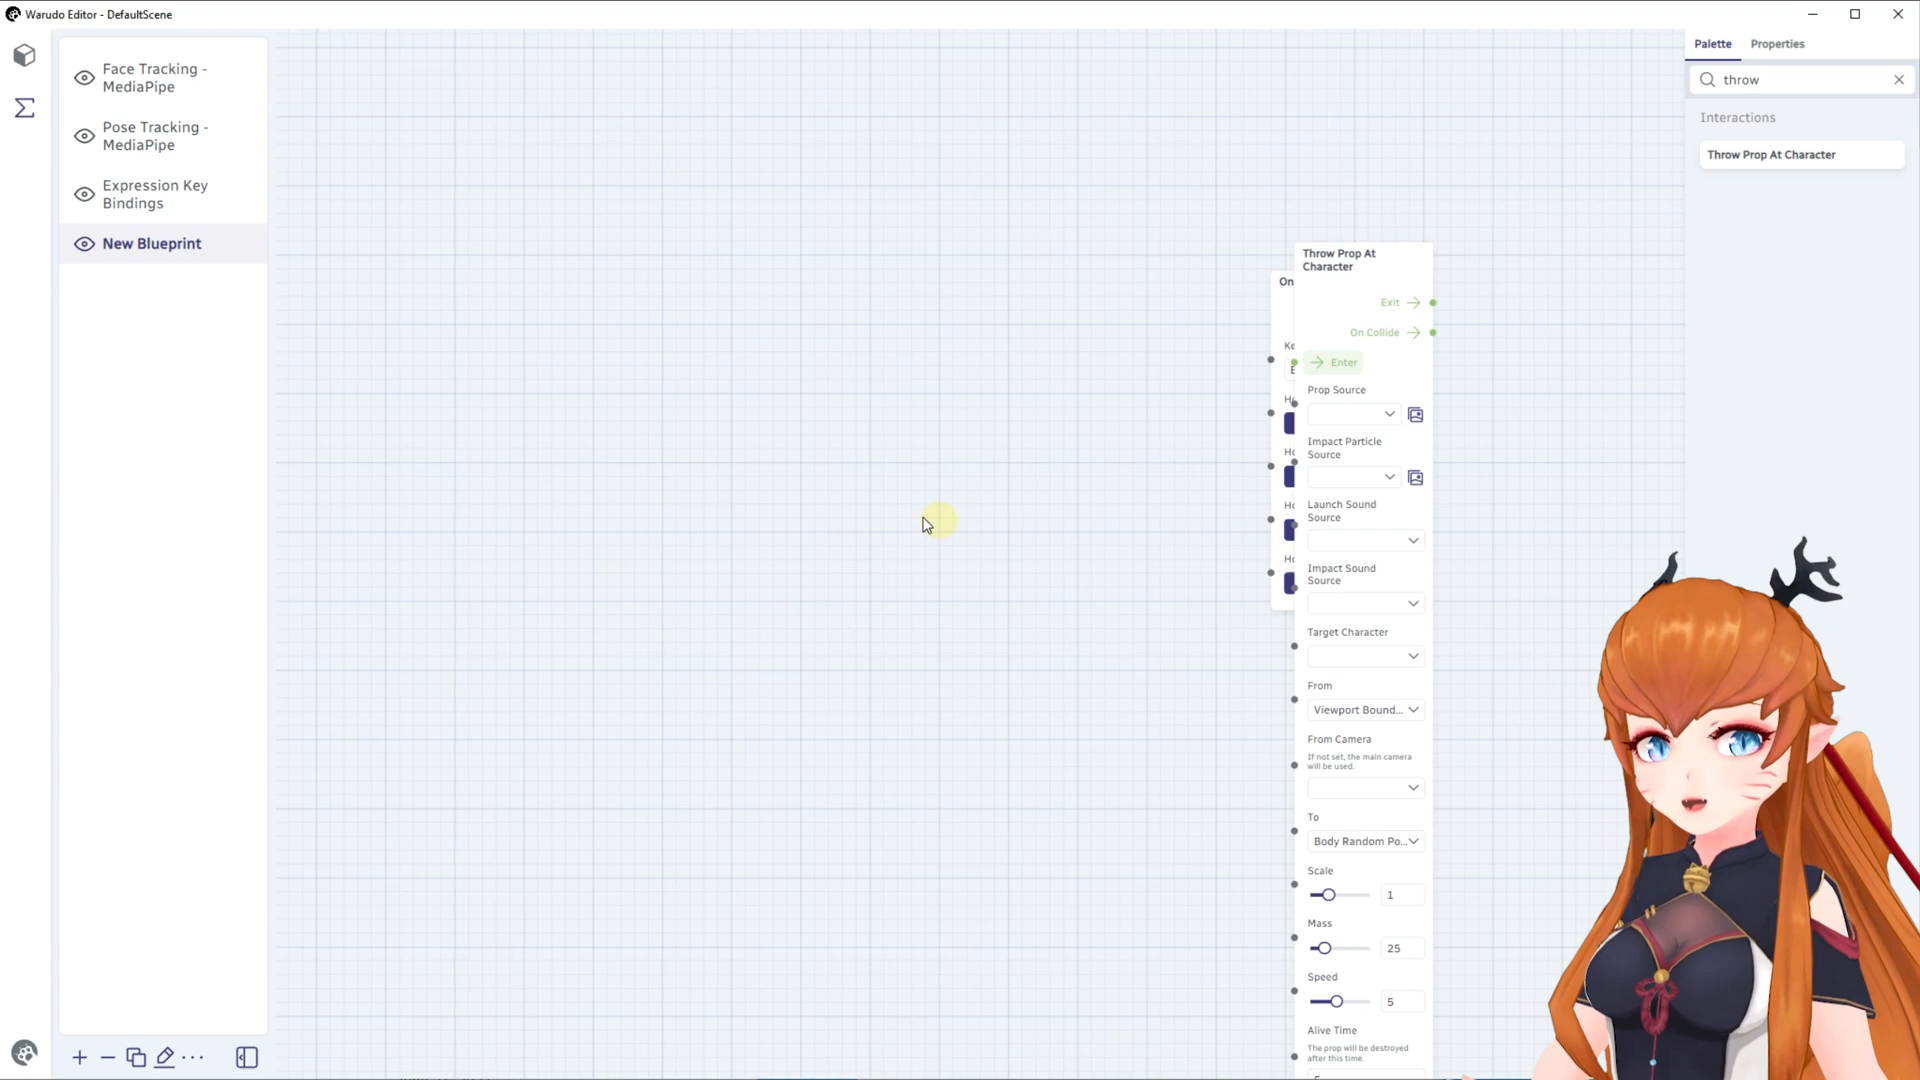 Warudo Editor - DefaultScene
Palette
Properties
throw
Interactions
Throw Prop At Character
Face Tracking -
MediaPipe
Pose Tracking -
MediaPipe
Expression Key
Bindings
New Blueprint
On
Ke
Throw Prop At
Character
Exit
On Collide
Enter
Prop Source
Impact Particle
Source
Launch Sound
Source
Impact Sound
Source
Target Character
From
Viewport Bound...
From Camera
If not set, the main camera
will be used.
To
Body Random Po...
Scale
1
Mass
25
Speed
5
Alive Time
The prop will be destroyed
after this time.